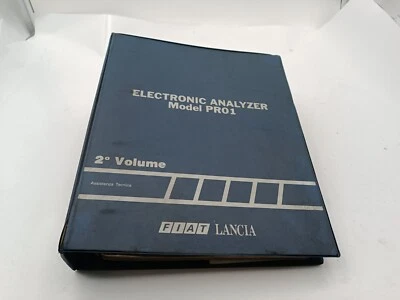 ELECTRONIC ANALYZER
Model PR01
2° Volume
Assistenza Tecnica
FIAT LANCIA